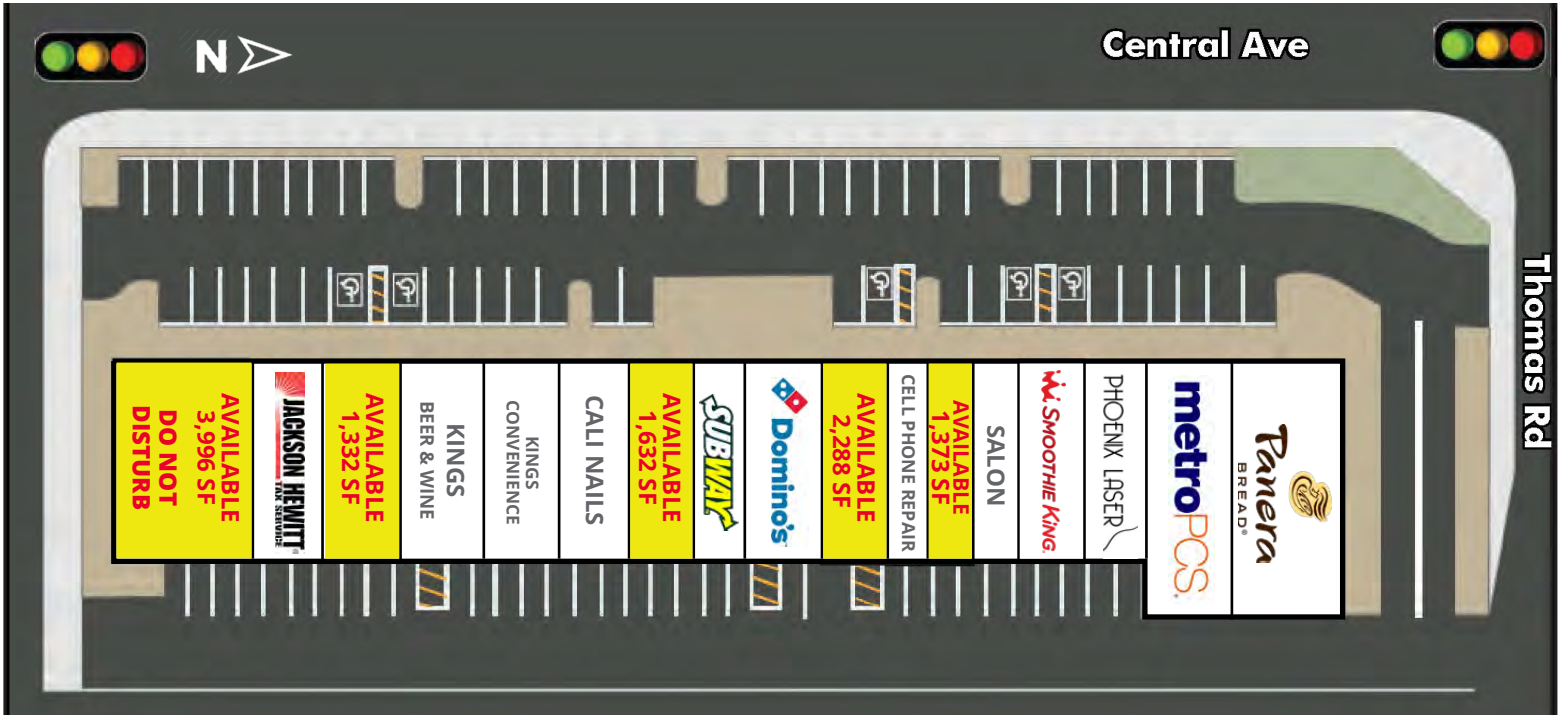 N
Central Ave
Thomas Rd
AVAILABLE
3,996 SF
DO NOT
DISTURB
JACKSON HEWITT®
TAX SERVICE
AVAILABLE
1,332 SF
KINGS
BEER & WINE
KINGS
CONVENIENCE
CALI NAILS
AVAILABLE
1,632 SF
SUBWAY
Domino's
AVAILABLE
2,288 SF
CELL PHONE REPAIR
AVAILABLE
1,373 SF
SALON
SMOOTHIE KING
PHOENIX LASER
metroPCS.
Panera
BREAD®